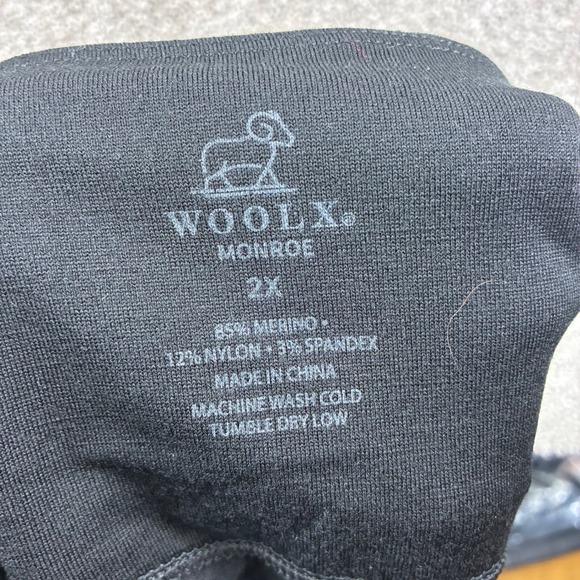 WOOLX®
MONROE
2X
85% MERINO •
12% NYLON • 3% SPANDEX
MADE IN CHINA
MACHINE WASH COLD
TUMBLE DRY LOW